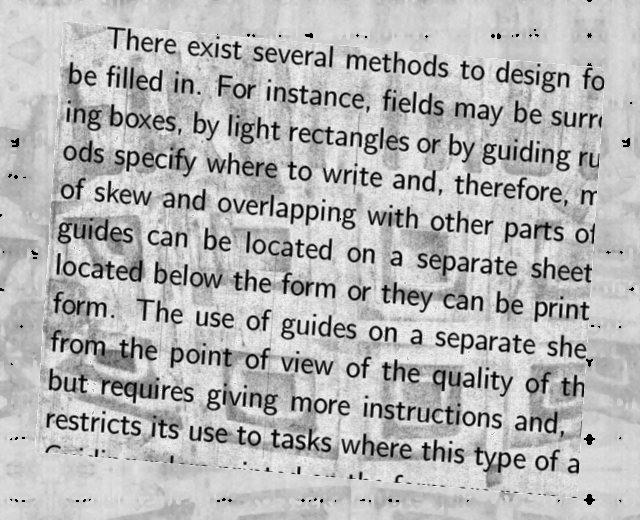 There exist several methods to design fo
be filled in. For instance, fields may be surr
ing boxes, by light rectangles or by guiding ru
ods specify where to write and, therefore, m
of skew and overlapping with other parts of
guides can be located on a separate sheet
located below the form or they can be print
form. The use of guides on a separate she
from the point of view of the quality of th
but requires giving more instructions and,
restricts its use to tasks where this type of a